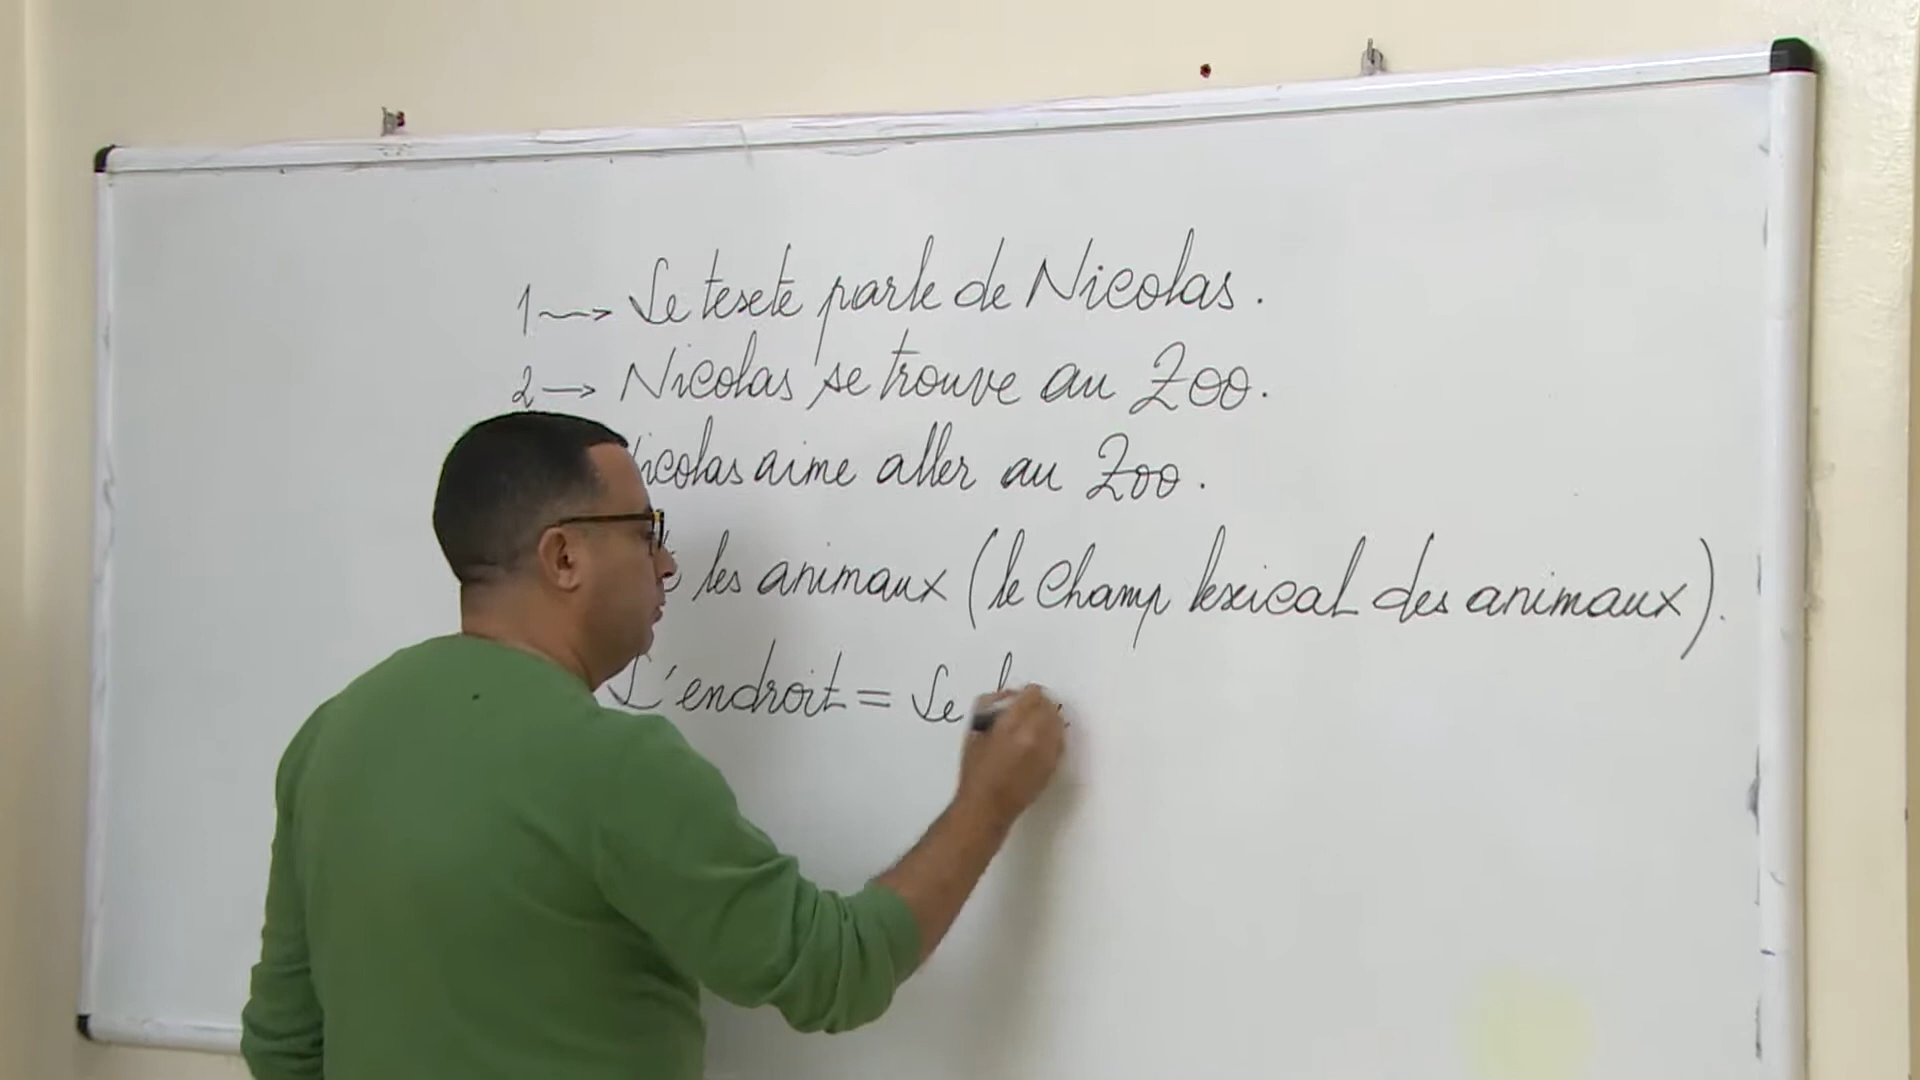 1 → Le texte parle de Nicolas.
2 → Nicolas se trouve au Zoo.
Nicolas aime aller au Zoo.
les animaux (le champ lexical des animaux).
L'endroit = Le